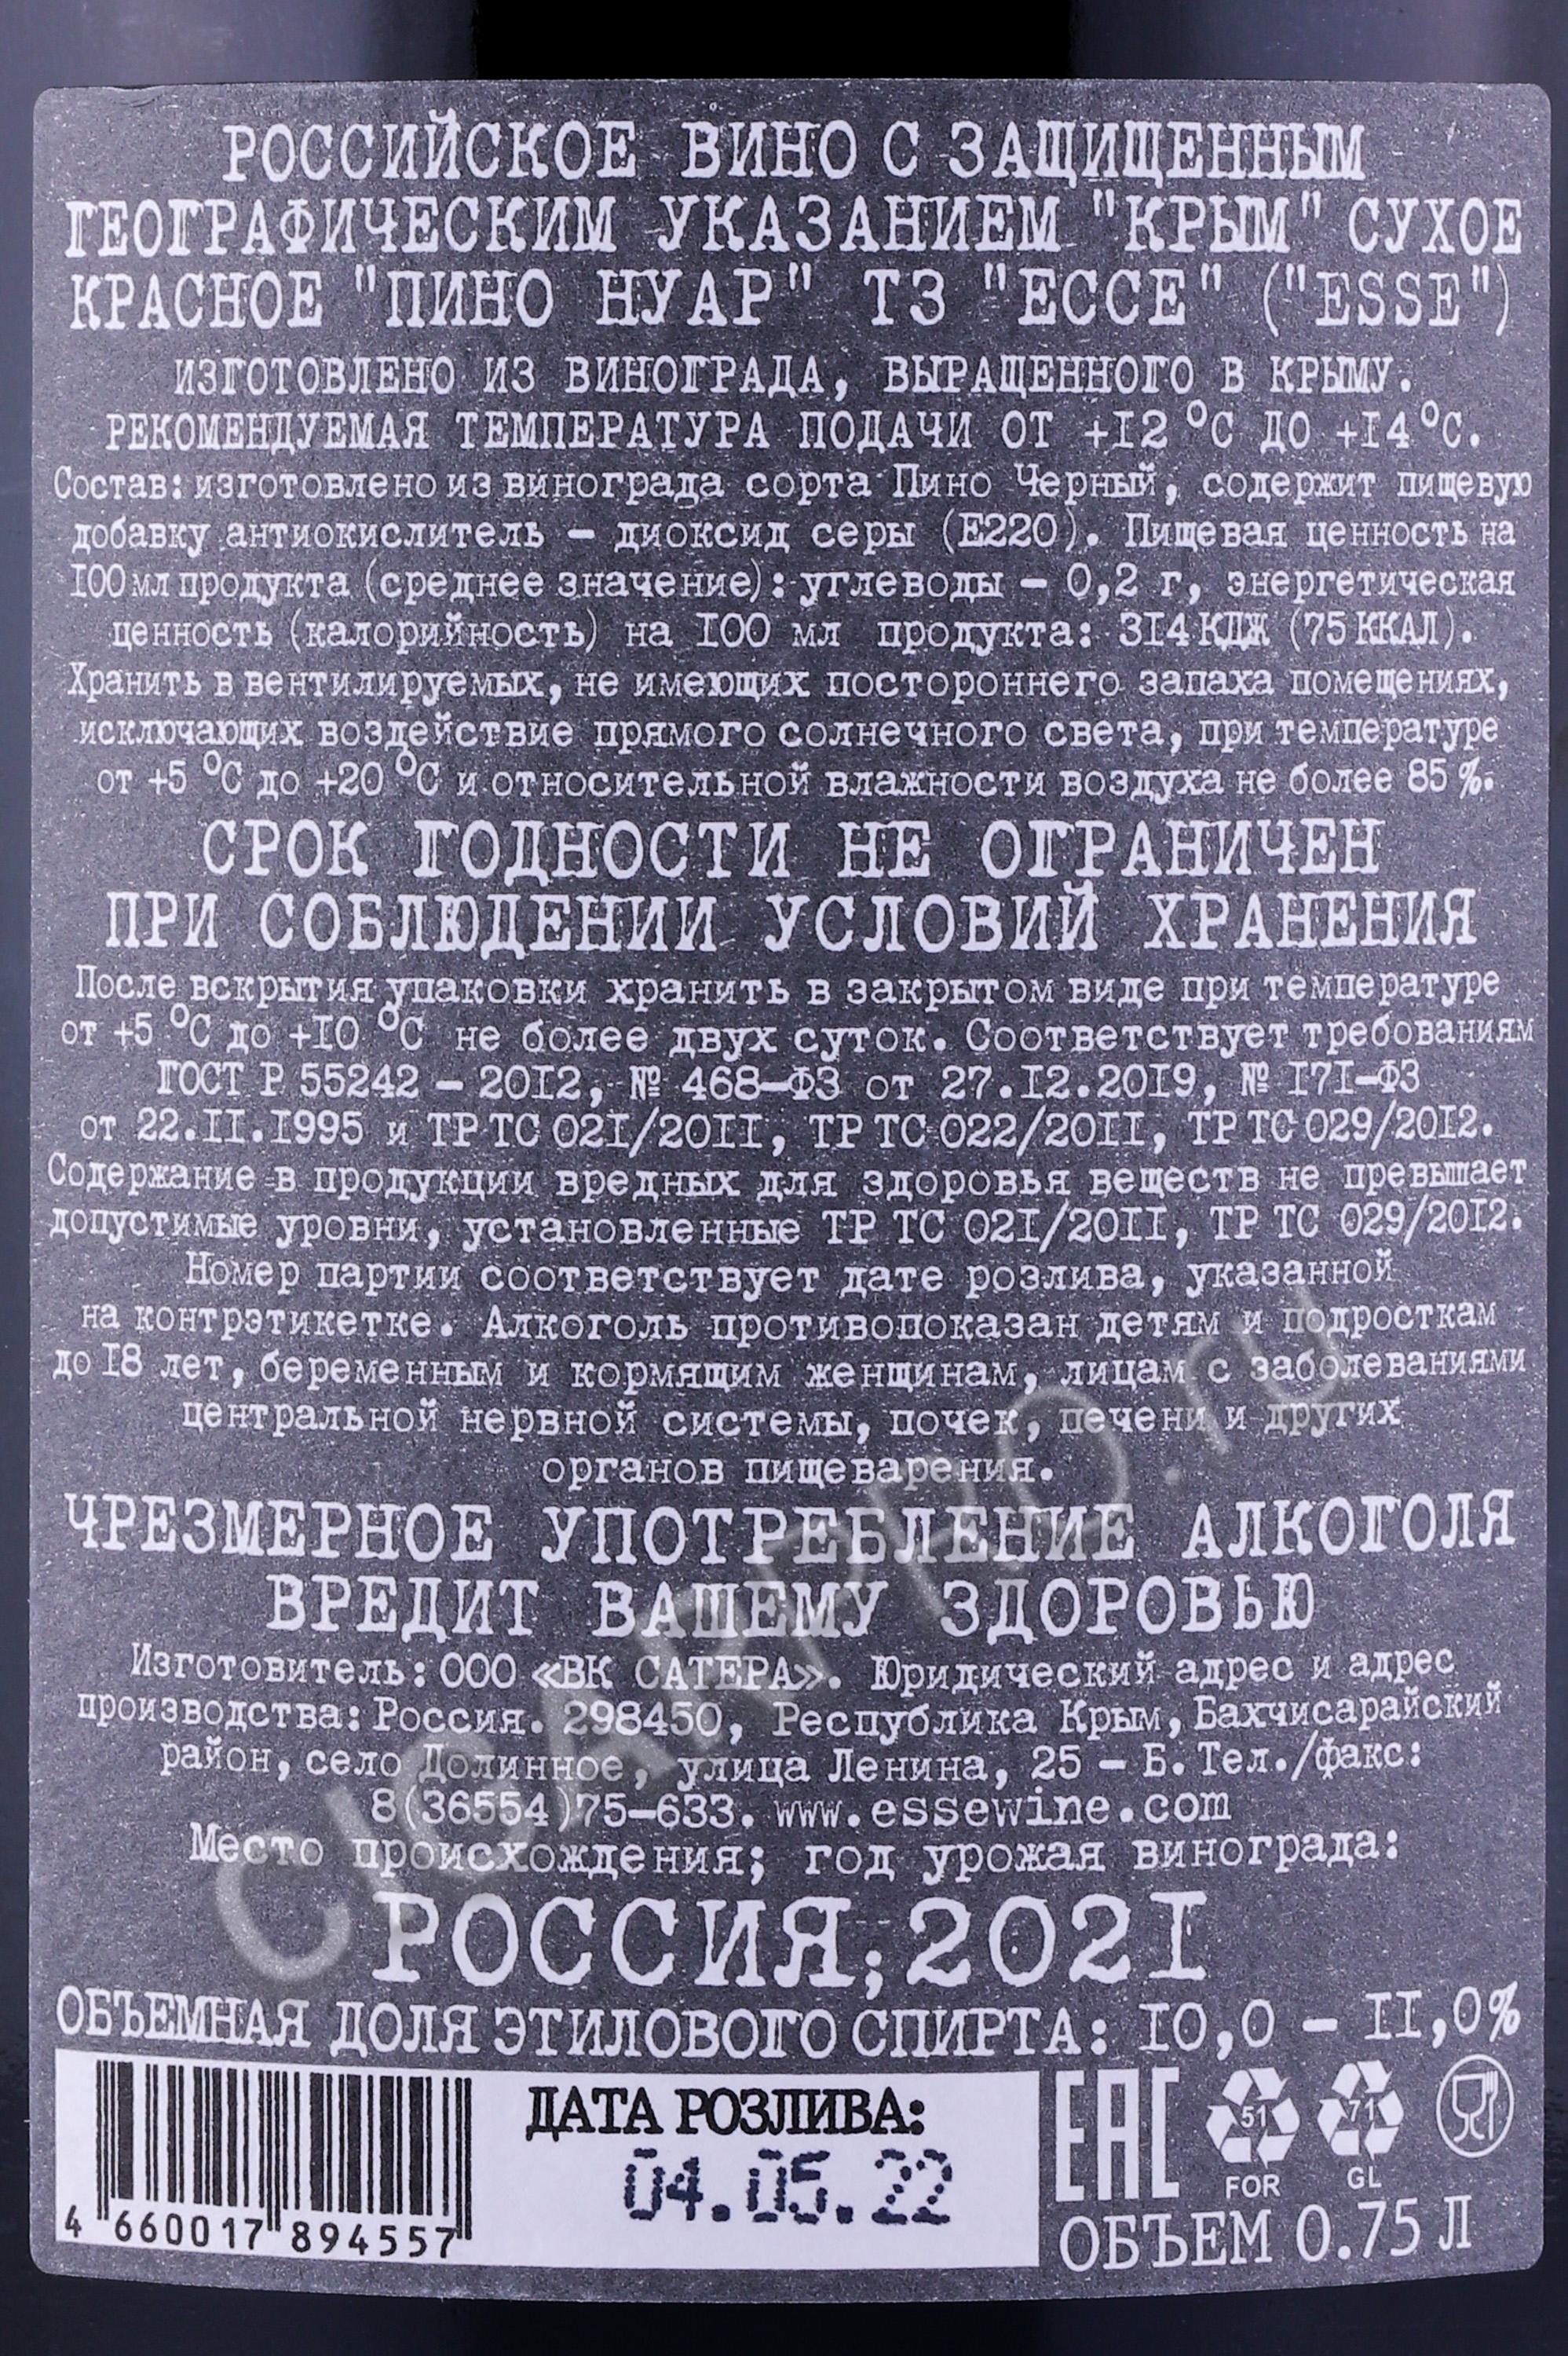 РОССИЙСКОЕ ВИНО С ЗАЩИЩЕННЫМ
ГЕОГРАФИЧЕСКИМ УКАЗАНИЕМ "КРЫМ" СУХОЕ
КРАСНОЕ "ПИНО НУАР" ТЗ "ЕССЕ" ("ESSE")
ИЗГОТОВЛЕНО ИЗ ВИНОГРАДА, ВЫРАЩЕННОГО В КРЫМУ.
РЕКОМЕНДУЕМАЯ ТЕМПЕРАТУРА ПОДАЧИ ОТ +12 °С ДО +14 °С.
Состав: изготовлено из винограда сорта Пино Черный, содержит пищевую
добавку антиокислитель – диоксид серы (Е220). Пищевая ценность на
100 мл продукта (среднее значение): углеводы – 0,2 г, энергетическая
ценность (калорийность) на 100 мл продукта: 314 КДЖ (75 ККАЛ).
Хранить в вентилируемых, не имеющих постороннего запаха помещениях,
исключающих воздействие прямого солнечного света, при температуре
от +5 °С до +20 °С и относительной влажности воздуха не более 85 %.
СРОК ГОДНОСТИ НЕ ОГРАНИЧЕН
ПРИ СОБЛЮДЕНИИ УСЛОВИЙ ХРАНЕНИЯ
После вскрытия упаковки хранить в закрытом виде при температуре
от +5 °С до +10 °С не более двух суток. Соответствует требованиям
ГОСТ Р 55242 – 2012, № 468–ФЗ от 27.12.2019, № 171–ФЗ
от 22.11.1995 и ТР ТС 021/2011, ТР ТС 022/2011, ТР ТС 029/2012.
Содержание в продукции вредных для здоровья веществ не превышает
допустимые уровни, установленные ТР ТС 021/2011, ТР ТС 029/2012.
Номер партии соответствует дате розлива, указанной
на контрэтикетке. Алкоголь противопоказан детям и подросткам
до 18 лет, беременным и кормящим женщинам, лицам с заболеваниями
центральной нервной системы, почек, печени и других
органов пищеварения.
ЧРЕЗМЕРНОЕ УПОТРЕБЛЕНИЕ АЛКОГОЛЯ
ВРЕДИТ ВАШЕМУ ЗДОРОВЬЮ
Изготовитель: ООО «ВК САТЕРА». Юридический адрес и адрес
производства: Россия. 298450, Республика Крым, Бахчисарайский
район, село Долинное, улица Ленина, 25 – Б. Тел./факс:
8(36554)75–633. www.essewine.com
Место происхождения; год урожая винограда:
РОССИЯ;2021
ОБЪЕМНАЯ ДОЛЯ ЭТИЛОВОГО СПИРТА: 10,0 – 11,0%
ДАТА РОЗЛИВА:
04.05.22
4 660017 894557
ЕАС
51
FOR
71
GL
ОБЪЕМ 0.75 Л
CIGARPRO.ru